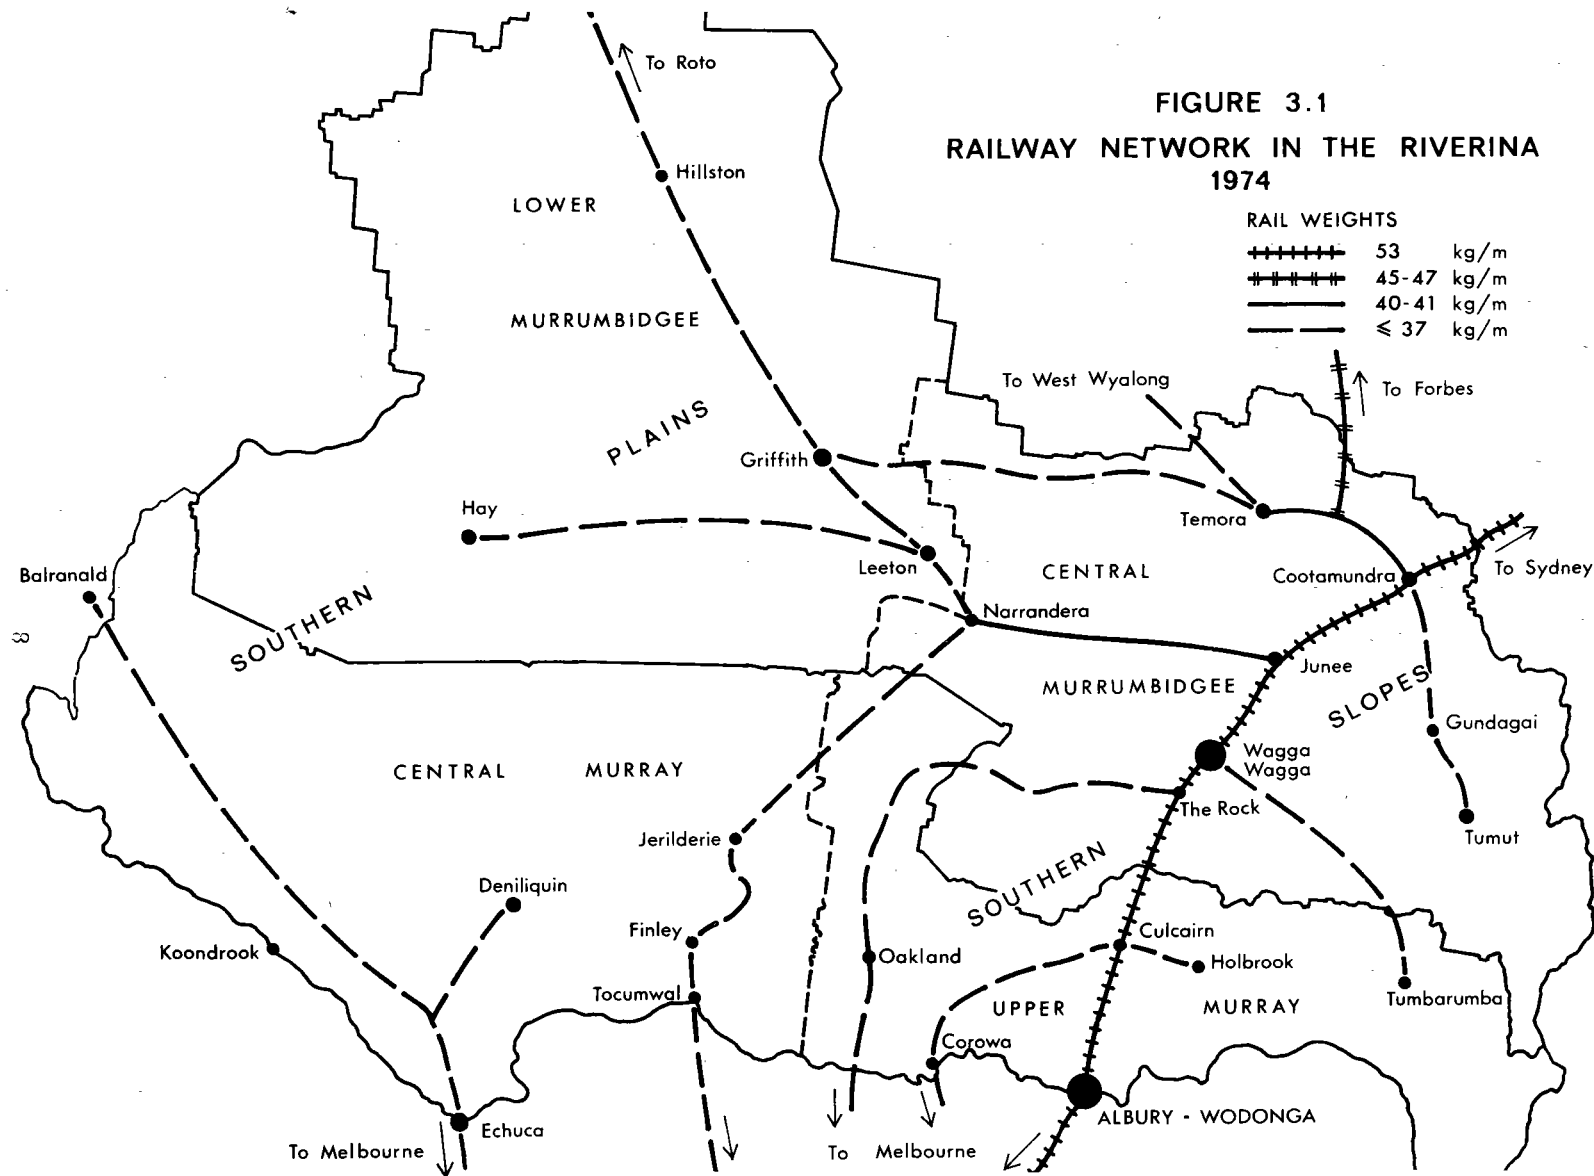 To Roto
FIGURE 3.1
RAILWAY NETWORK IN THE RIVERINA
1974
RAIL WEIGHTS
53 kg/m
45-47 kg/m
40-41 kg/m
≤ 37 kg/m
Hillston
LOWER
MURRUMBIDGEE
To West Wyalong
To Forbes
PLAINS
Griffith
Hay
Temora
Leeton
CENTRAL
Cootamundra
To Sydney
Balranald
SOUTHERN
Narrandera
8
Junee
MURRUMBIDGEE
SLOPES
Gundagai
CENTRAL MURRAY
Wagga
Wagga
The Rock
Jerilderie
Tumut
Deniliquin
SOUTHERN
Finley
Culcairn
Koondrook
Oakland
Holbrook
Tocumwal
Tumbarumba
UPPER MURRAY
Corowa
ALBURY - WODONGA
Echuca
To Melbourne
To Melbourne